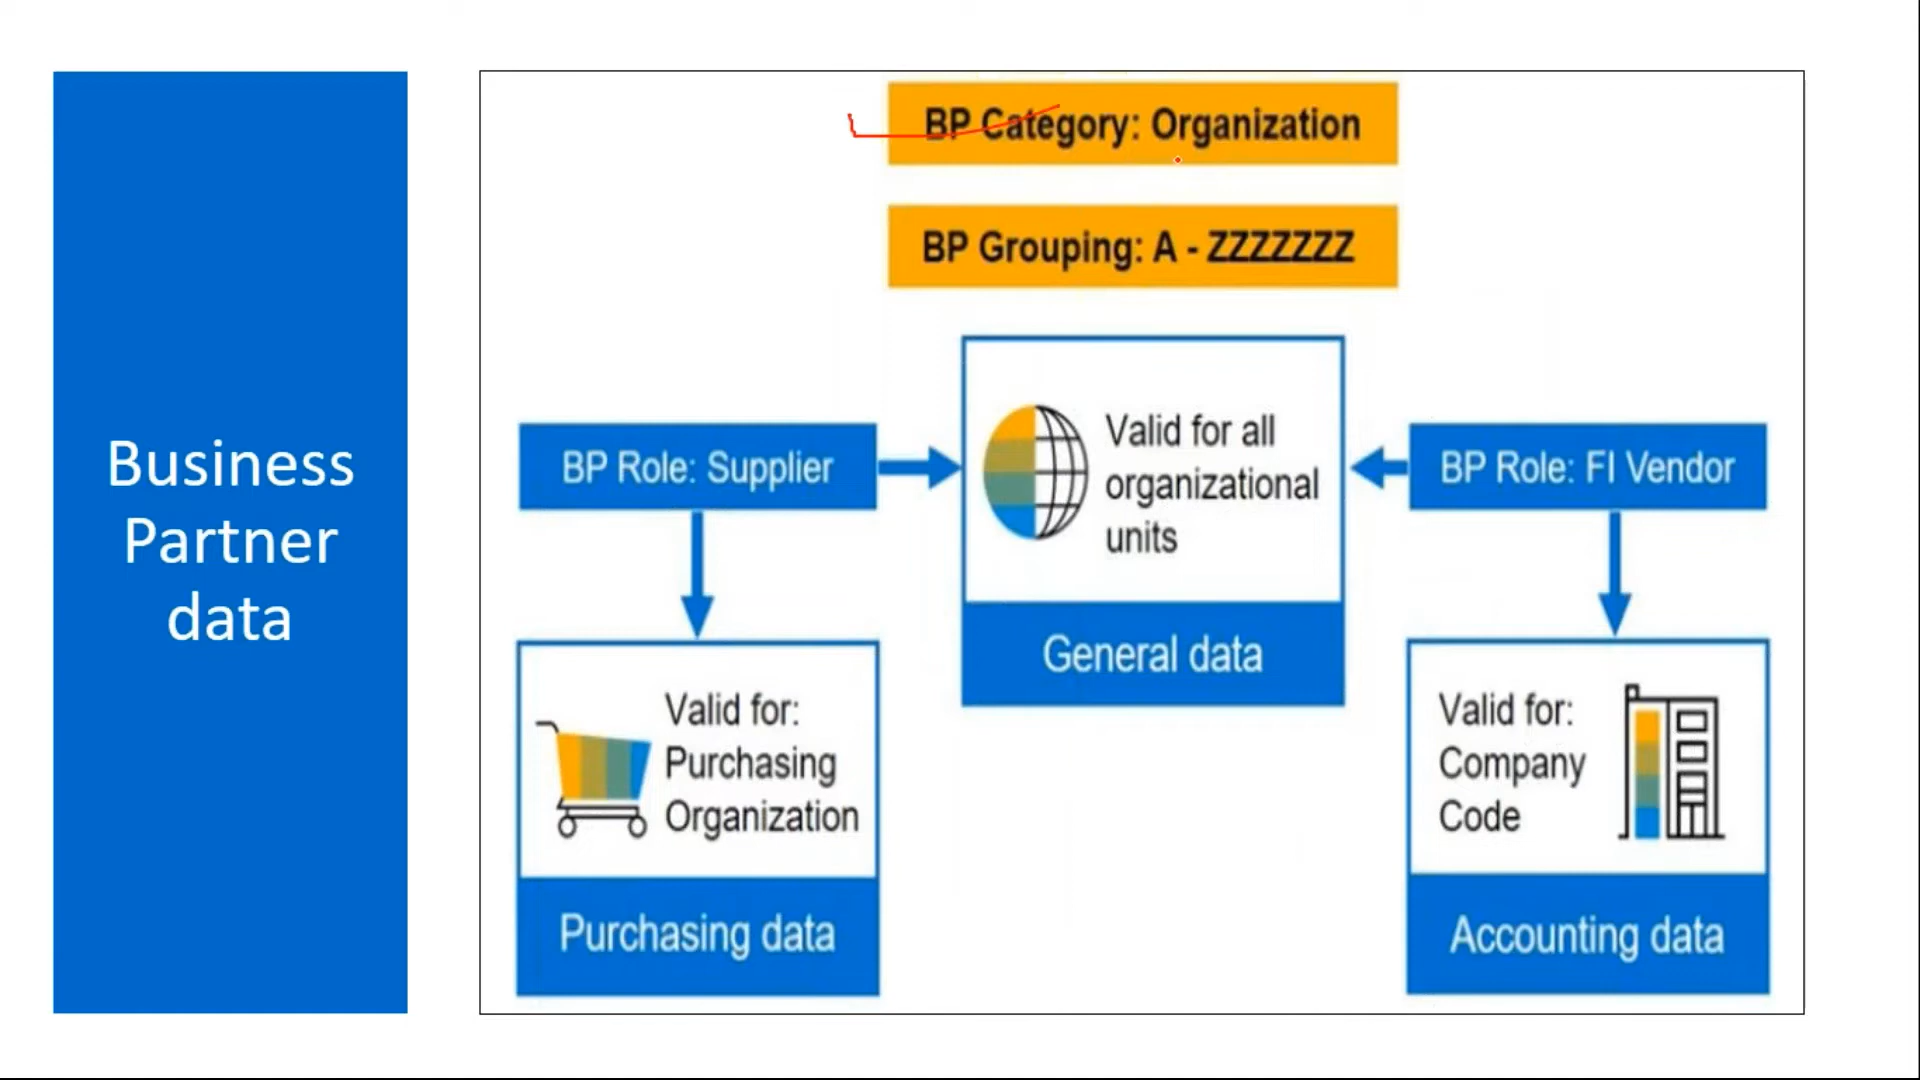 Business
Partner
data
BP Category: Organization
BP Grouping: A - ZZZZZZZ
BP Role: Supplier
Valid for all
organizational
units
General data
BP Role: FI Vendor
Valid for:
Purchasing
Organization
Purchasing data
Valid for:
Company
Code
Accounting data